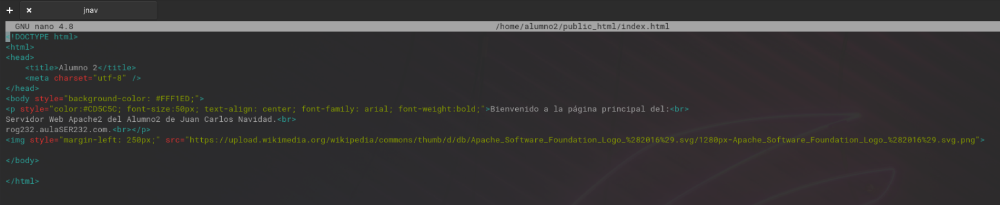 + × jnav
GNU nano 4.8 /home/alumno2/public_html/index.html
<!DOCTYPE html>
<html>
<head>
    <title>Alumno 2</title>
    <meta charset="utf-8" />
</head>
<body style="background-color: #FFF1ED;">
<p style="color:#CD5C5C; font-size:50px; text-align: center; font-family: arial; font-weight:bold;">Bienvenido a la página principal del:<br>
Servidor Web Apache2 del Alumno2 de Juan Carlos Navidad.<br>
rog232.aulaSER232.com.<br></p>
<img style="margin-left: 250px;" src="https://upload.wikimedia.org/wikipedia/commons/thumb/d/db/Apache_Software_Foundation_Logo_%282016%29.svg/1280px-Apache_Software_Foundation_Logo_%282016%29.svg.png">
</body>
</html>